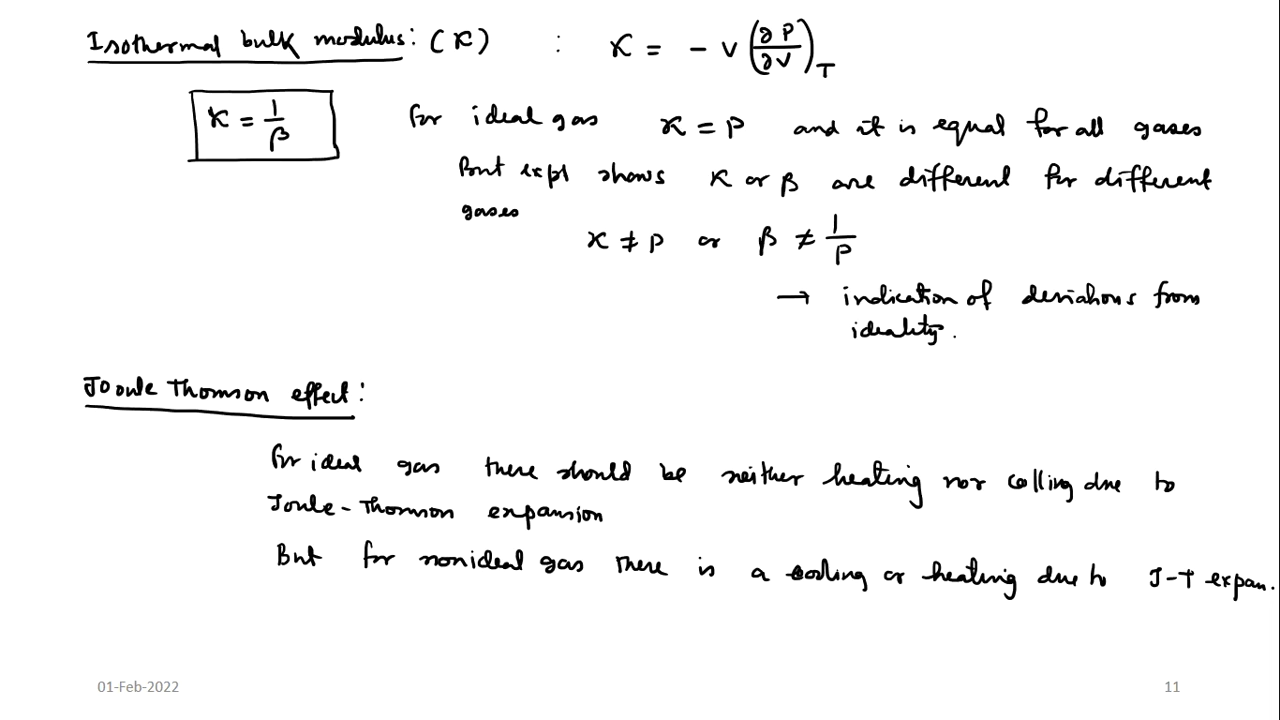 Isothermal bulk modulus: (K) : K = - V (∂P/∂V)_T
K = 1/β
For ideal gas K = P and it is equal for all gases
But expt shows K or β are different for different
gases
K ≠ P or β ≠ 1/P
→ indication of deviations from
ideality.
Joule Thomson effect:
For ideal gas there should be neither heating nor colling due to
Joule-Thomson expansion
But for nonideal gas there is a cooling or heating due to J-T expan.
01-Feb-2022
11